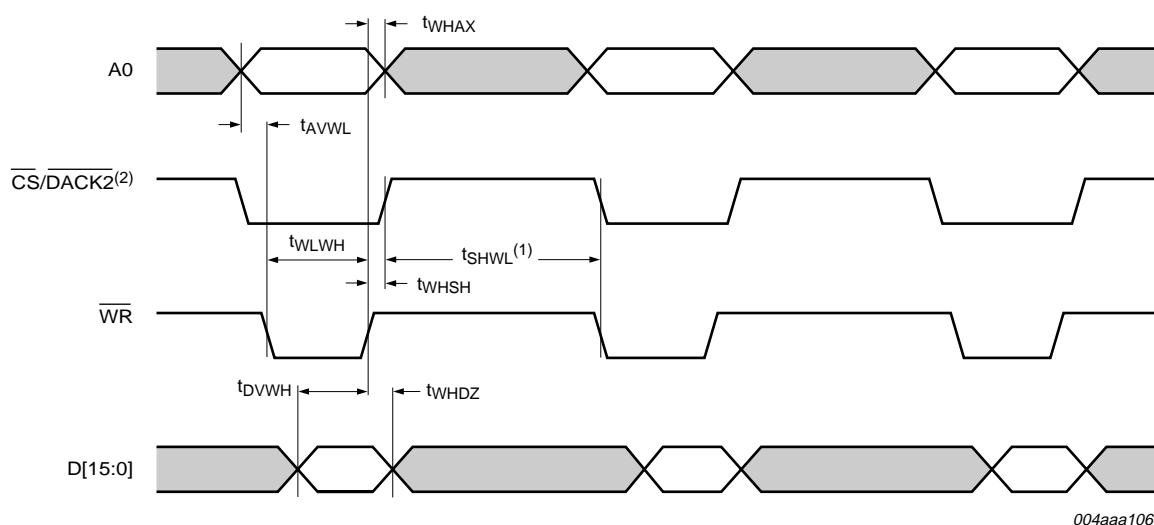 tWHAX
A0
tAVWL
CS/DACK2(2)
tWLWH
tSHWL(1)
tWHSH
WR
tDVWH
tWHDZ
D[15:0]
004aaa106